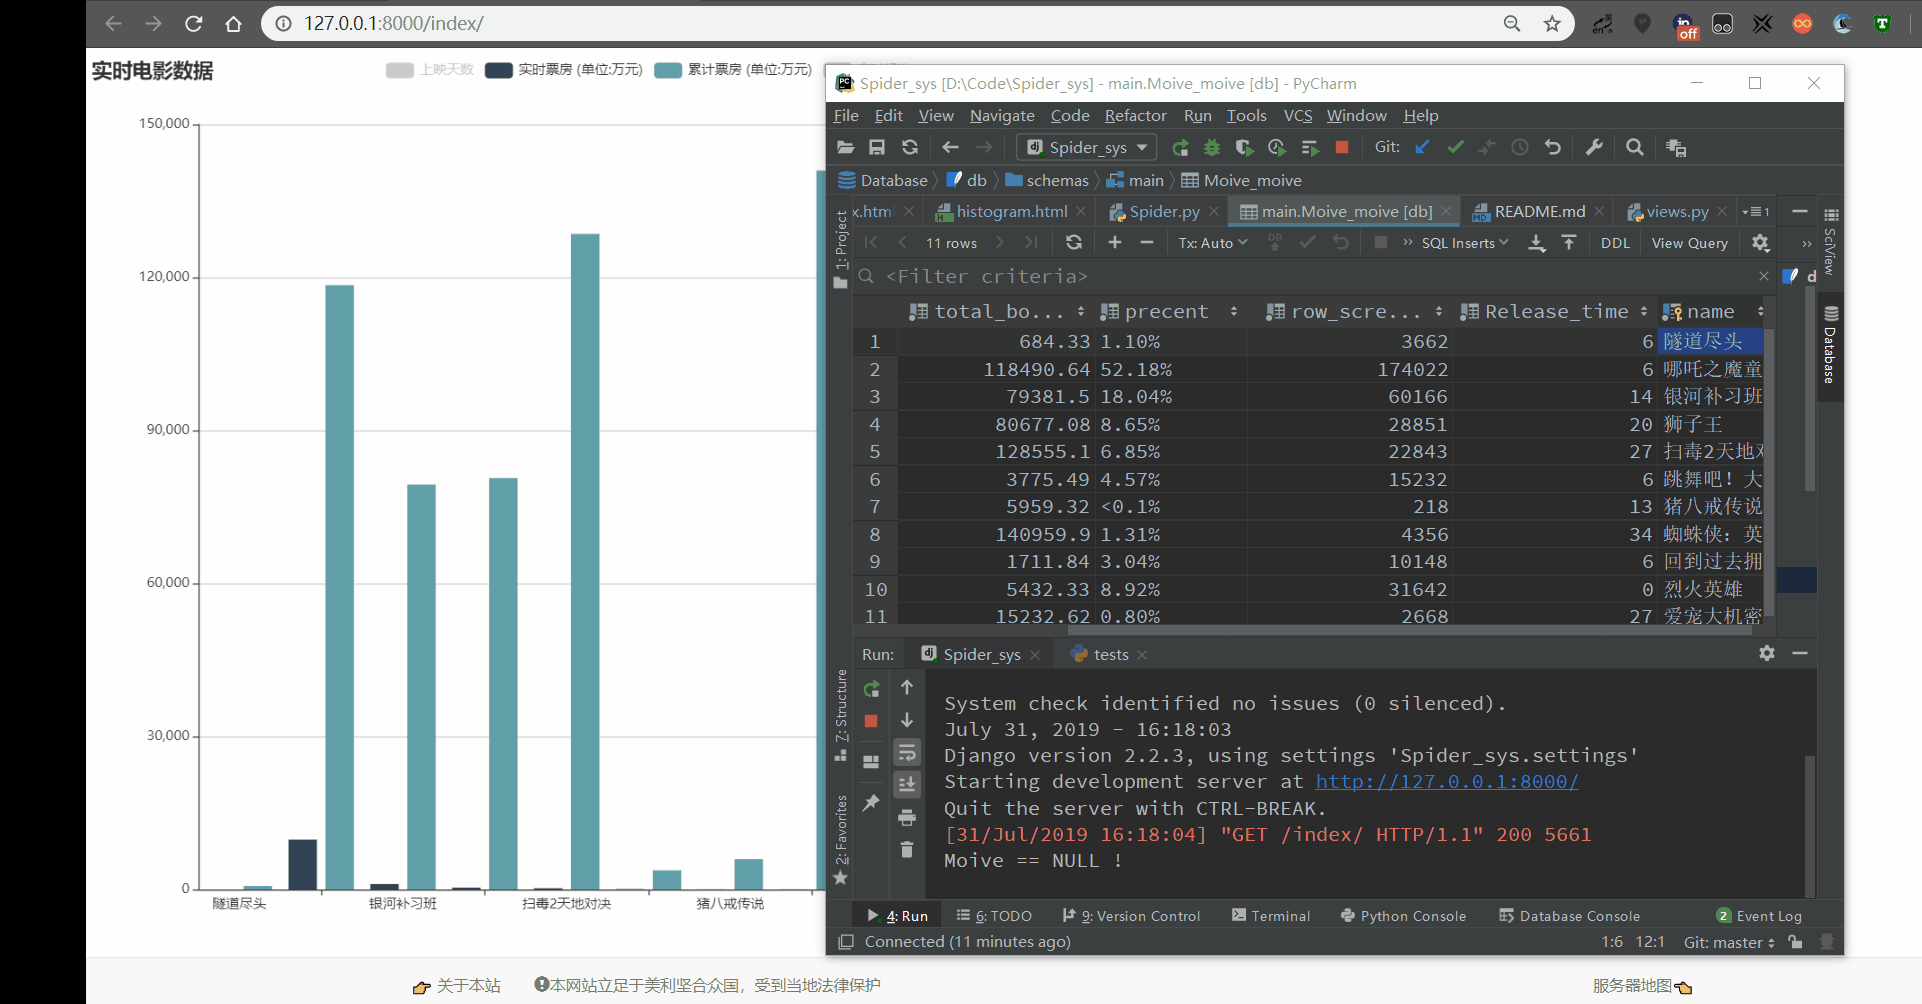 127.0.0.1:8000/index/
en
off
实时电影数据
上映天数
实时票房 (单位:万元)
累计票房 (单位:万元)
150,000
120,000
90,000
60,000
30,000
0
隧道尽头
银河补习班
扫毒2天地对决
猪八戒传说
Spider_sys [D:\Code\Spider_sys] - main.Moive_moive [db] - PyCharm
File Edit View Navigate Code Refactor Run Tools VCS Window Help
Spider_sys
Git:
Database db schemas main Moive_moive
x.html histogram.html Spider.py main.Moive_moive [db] README.md views.py
1
11 rows Tx: Auto SQL Inserts DDL View Query
<Filter criteria>
d
total_bo... precent row_scre... Release_time name
1 684.33 1.10% 3662 6 隧道尽头
2 118490.64 52.18% 174022 6 哪吒之魔童
3 79381.5 18.04% 60166 14 银河补习班
4 80677.08 8.65% 28851 20 狮子王
5 128555.1 6.85% 22843 27 扫毒2天地对
6 3775.49 4.57% 15232 6 跳舞吧！大
7 5959.32 <0.1% 218 13 猪八戒传说
8 140959.9 1.31% 4356 34 蜘蛛侠：英
9 1711.84 3.04% 10148 6 回到过去拥
10 5432.33 8.92% 31642 0 烈火英雄
11 15232.62 0.80% 2668 27 爱宠大机密
1: Project
7: Structure
2: Favorites
SciView
Database
Run: Spider_sys tests
System check identified no issues (0 silenced).
July 31, 2019 - 16:18:03
Django version 2.2.3, using settings 'Spider_sys.settings'
Starting development server at http://127.0.0.1:8000/
Quit the server with CTRL-BREAK.
[31/Jul/2019 16:18:04] "GET /index/ HTTP/1.1" 200 5661
Moive == NULL !
4: Run 6: TODO 9: Version Control Terminal Python Console Database Console 2 Event Log
Connected (11 minutes ago) 1:6 12:1 Git: master
关于本站
本网站立足于美利坚合众国，受到当地法律保护
服务器地图